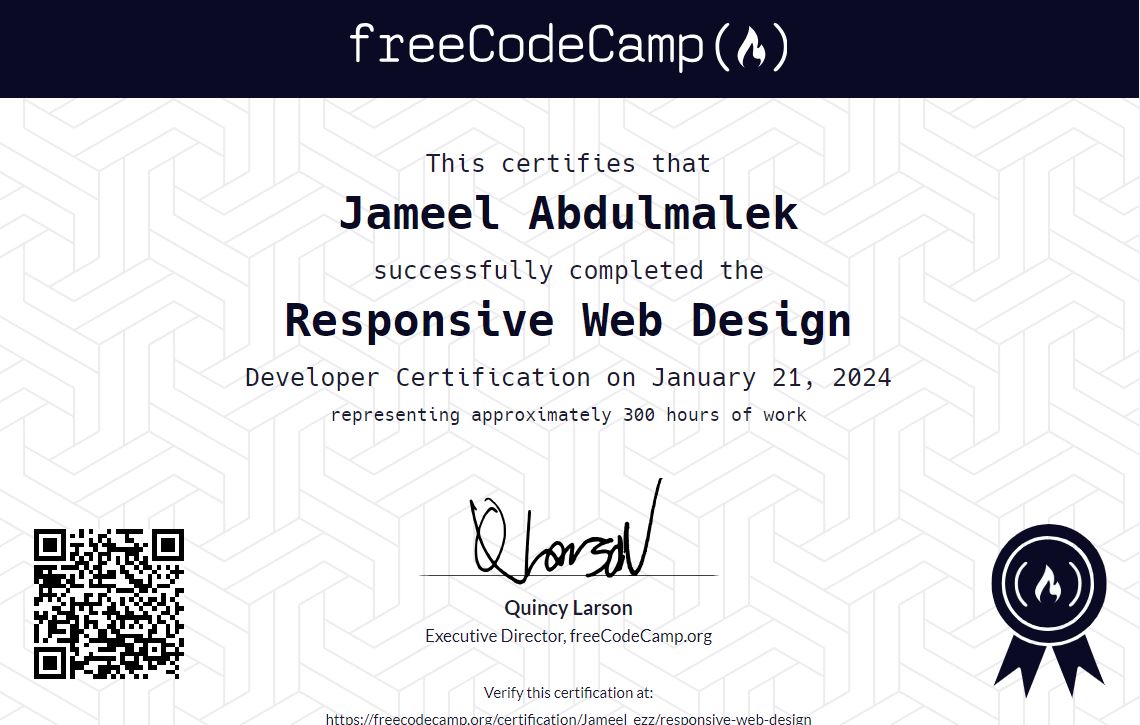 freeCodeCamp
This certifies that
Jameel Abdulmalek
successfully completed the
Responsive Web Design
Developer Certification on January 21, 2024
representing approximately 300 hours of work
Quincy Larson
Executive Director, freeCodeCamp.org
Verify this certification at:
https://freecodecamp.org/certification/Jameel_ezz/responsive-web-design